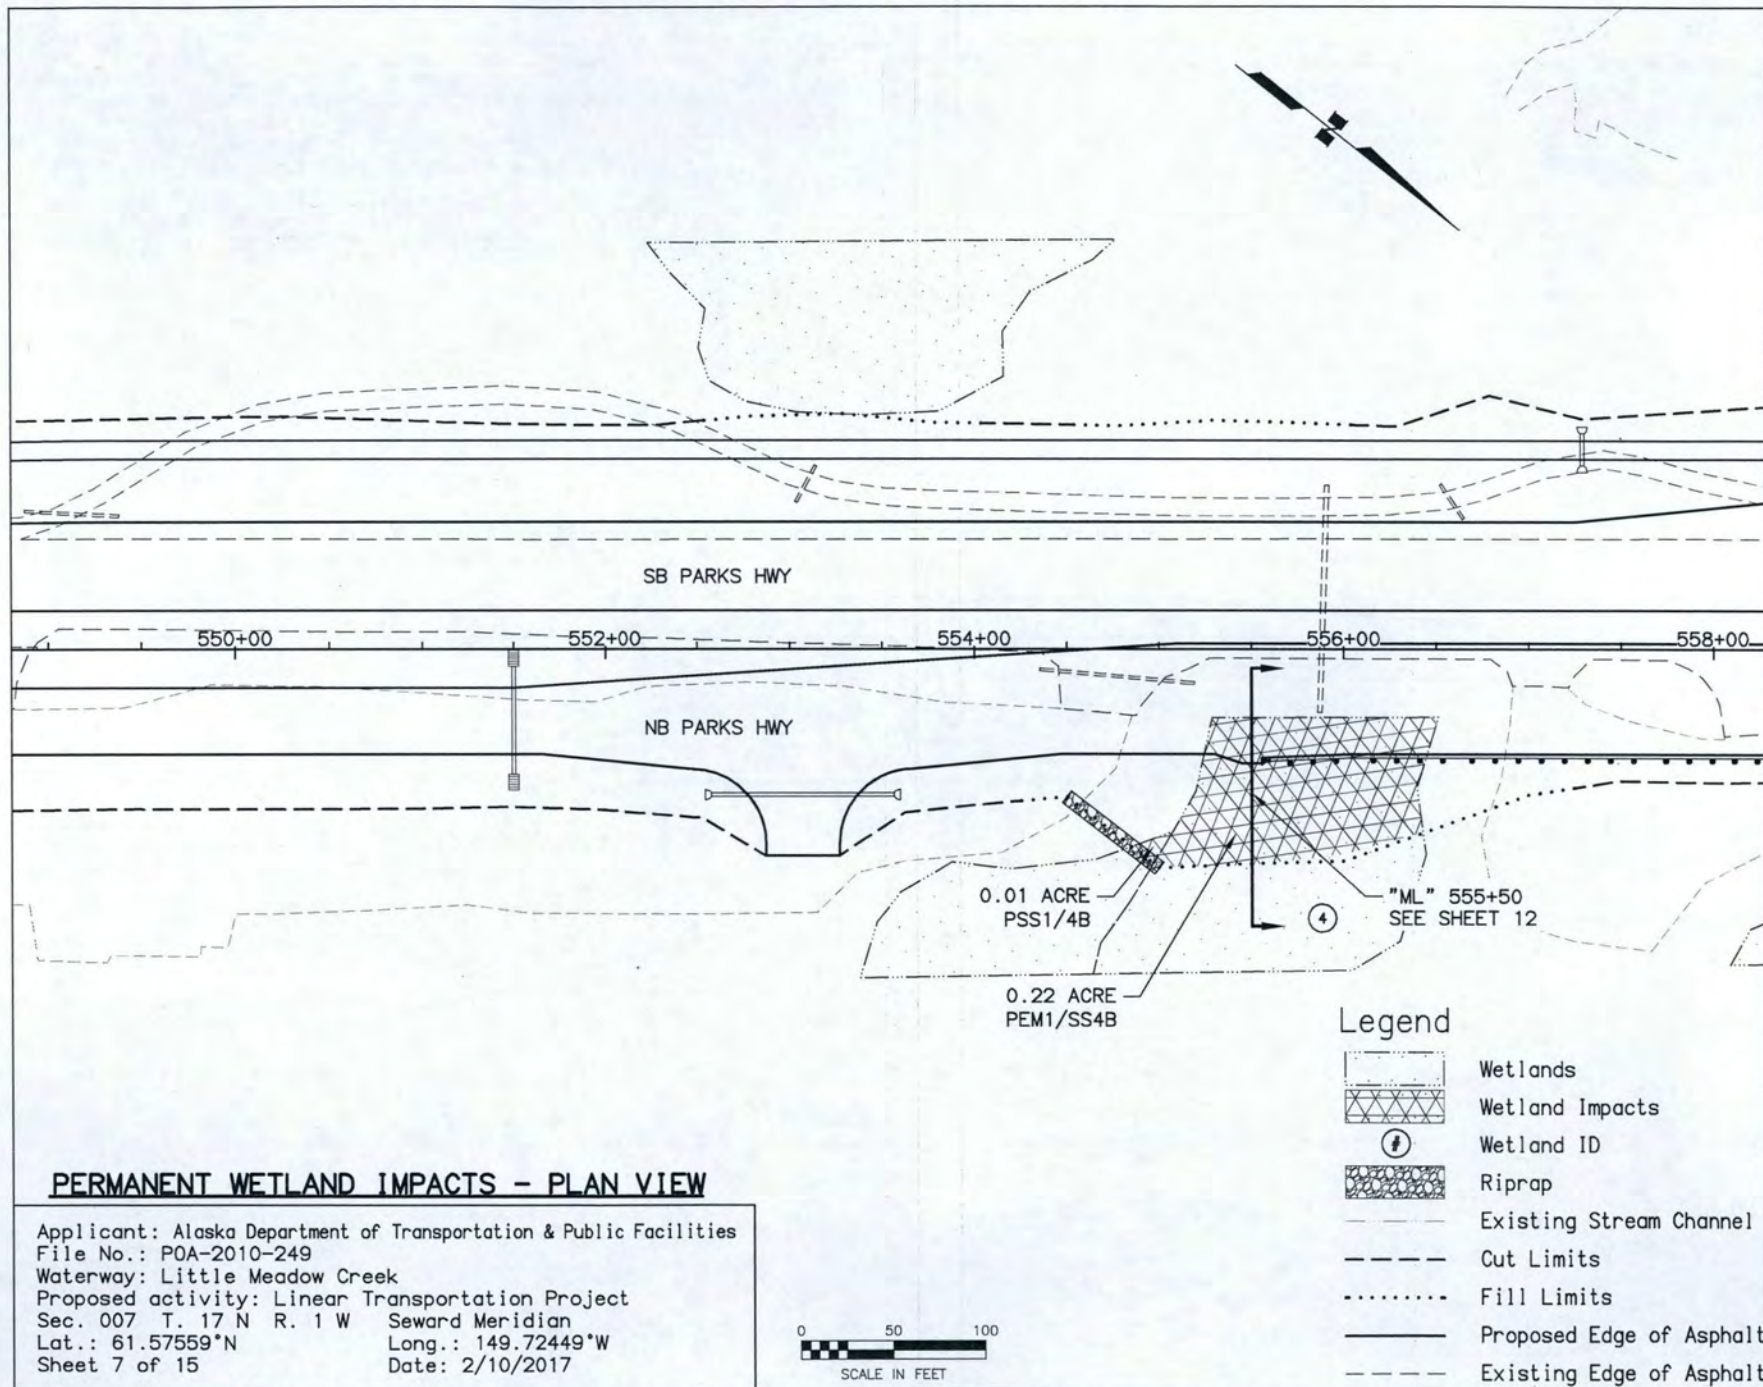 SB PARKS HWY
550+00 552+00 554+00 556+00 558+00
NB PARKS HWY
0.01 ACRE
PSS1/4B
4
"ML" 555+50
SEE SHEET 12
0.22 ACRE
PEM1/SS4B
Legend
Wetlands
Wetland Impacts
# Wetland ID
Riprap
Existing Stream Channel
Cut Limits
Fill Limits
Proposed Edge of Asphalt
Existing Edge of Asphalt
PERMANENT WETLAND IMPACTS - PLAN VIEW
Applicant: Alaska Department of Transportation & Public Facilities
File No.: POA-2010-249
Waterway: Little Meadow Creek
Proposed activity: Linear Transportation Project
Sec. 007 T. 17 N R. 1 W Seward Meridian
Lat.: 61.57559°N Long.: 149.72449°W
Sheet 7 of 15 Date: 2/10/2017
0 50 100
SCALE IN FEET